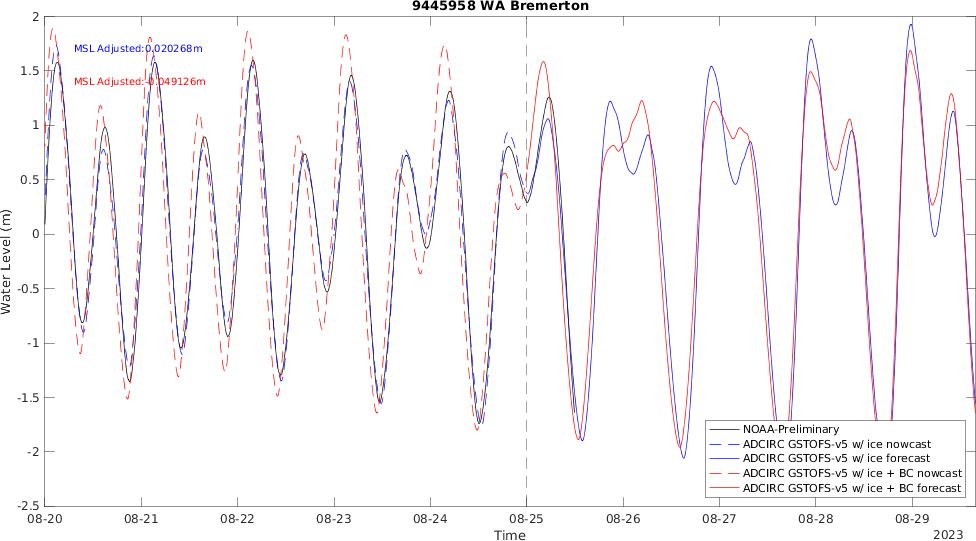 9445958 WA Bremerton
MSL Adjusted:0.020268m
MSL Adjusted:-0.049126m
Water Level (m)
2
1.5
1
0.5
0
-0.5
-1
-1.5
-2
-2.5
NOAA-Preliminary
ADCIRC GSTOFS-v5 w/ ice nowcast
ADCIRC GSTOFS-v5 w/ ice forecast
ADCIRC GSTOFS-v5 w/ ice + BC nowcast
ADCIRC GSTOFS-v5 w/ ice + BC forecast
08-20 08-21 08-22 08-23 08-24 08-25 08-26 08-27 08-28 08-29
Time
2023